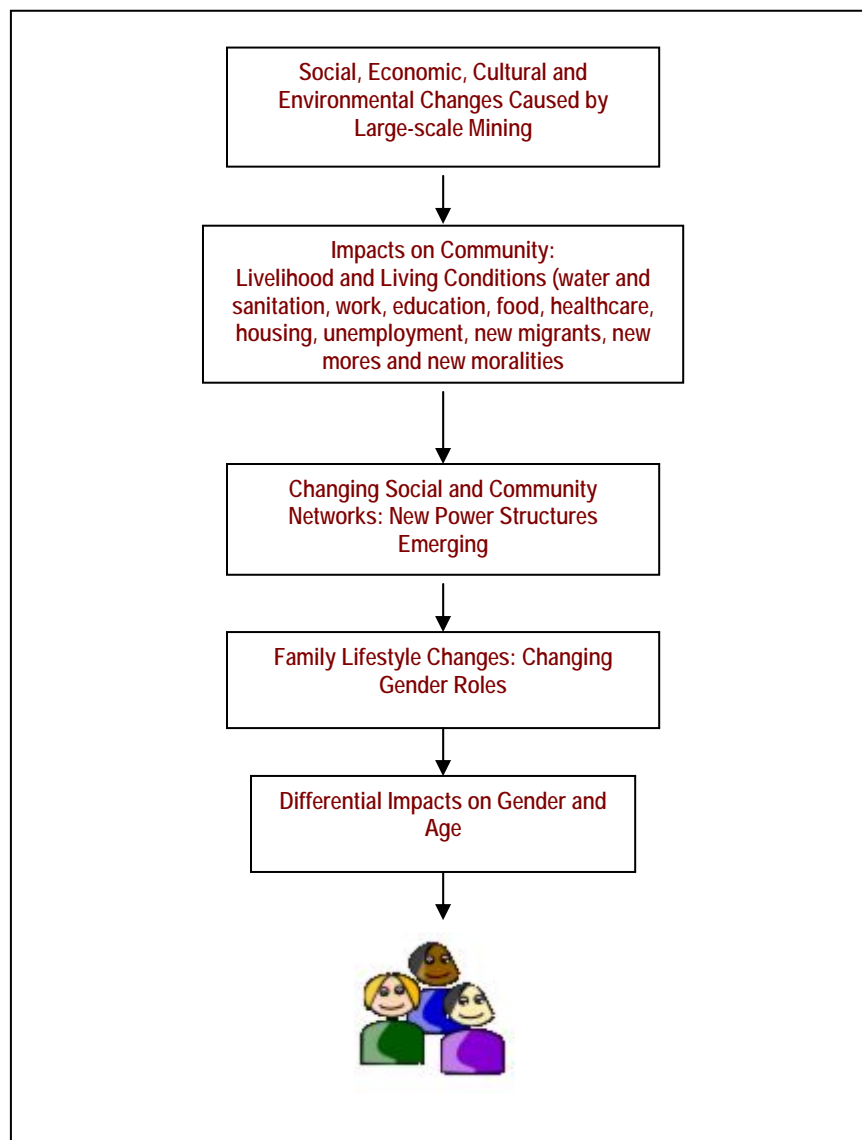 Social, Economic, Cultural and
Environmental Changes Caused by
Large-scale Mining
Impacts on Community:
Livelihood and Living Conditions (water and
sanitation, work, education, food, healthcare,
housing, unemployment, new migrants, new
mores and new moralities
Changing Social and Community
Networks: New Power Structures
Emerging
Family Lifestyle Changes: Changing
Gender Roles
Differential Impacts on Gender and
Age